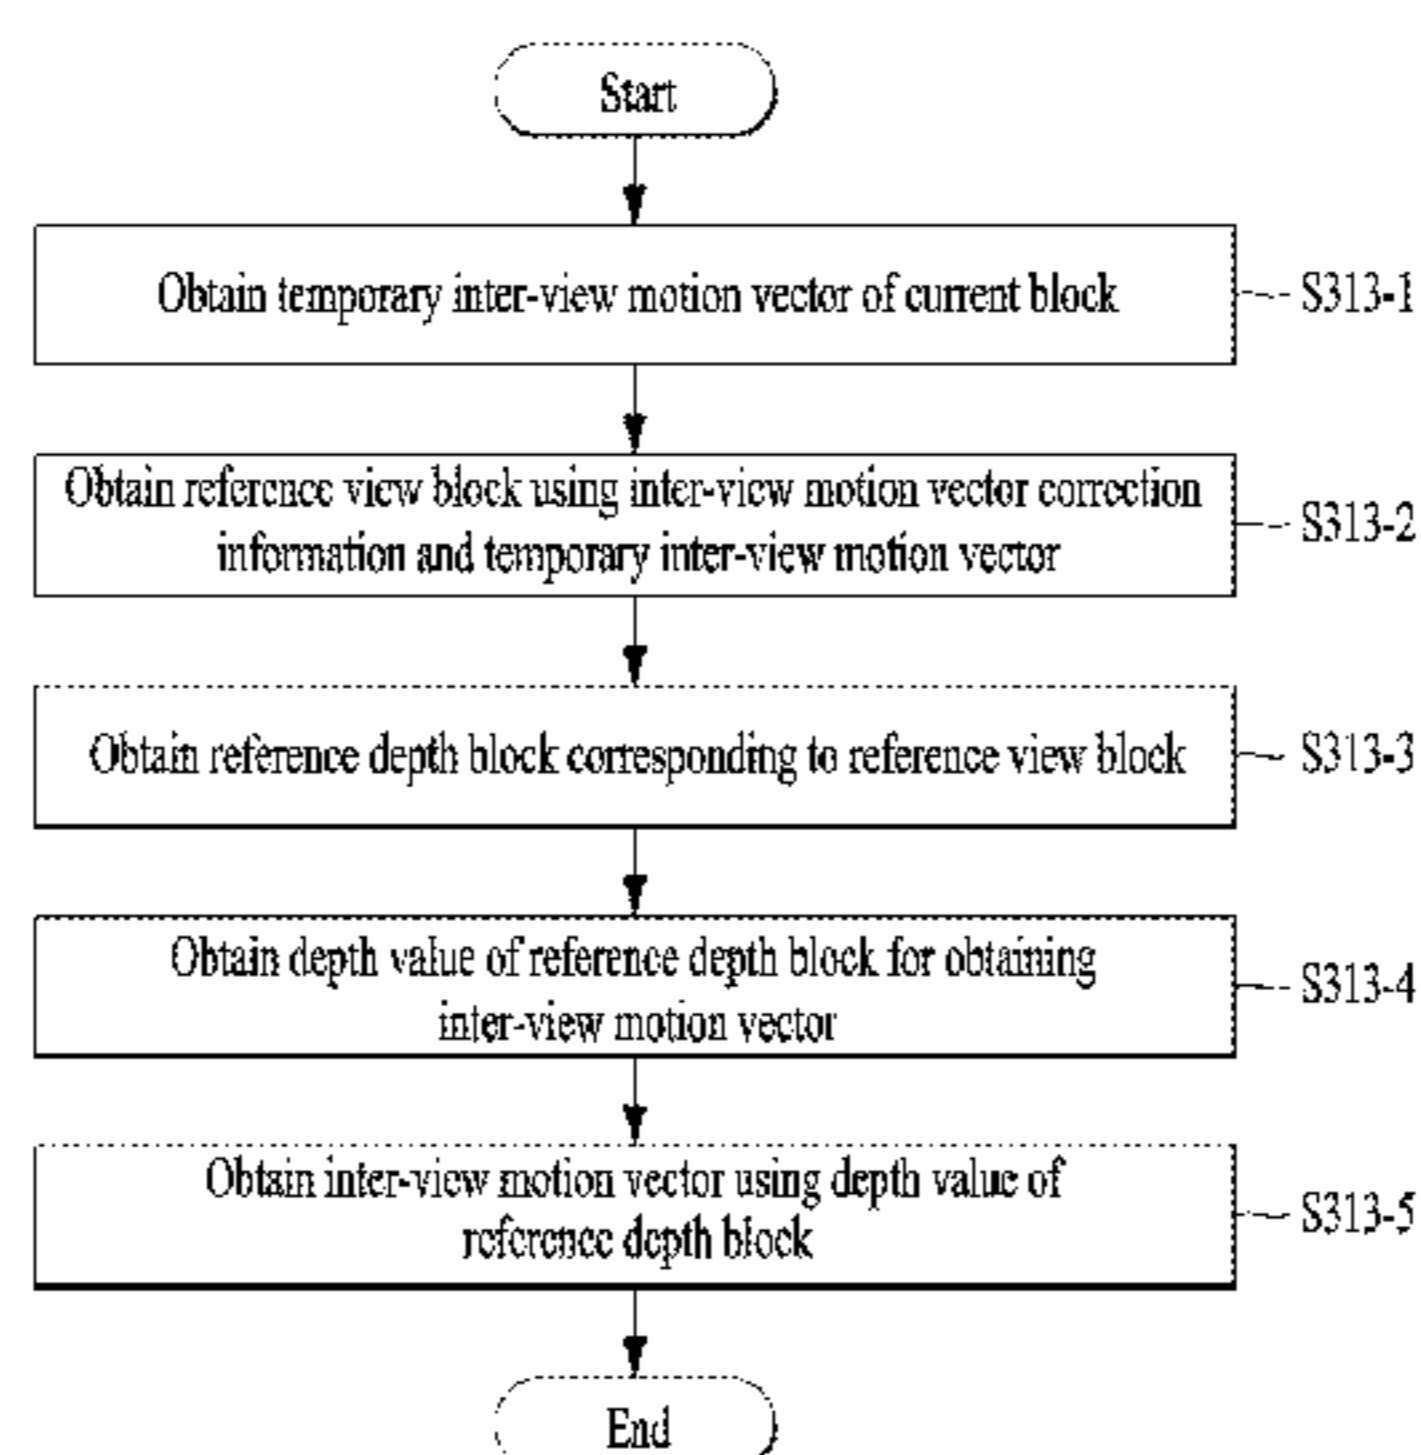 Start
Obtain temporary inter-view motion vector of current block
S313-1
Obtain reference view block using inter-view motion vector correction
information and temporary inter-view motion vector
S313-2
Obtain reference depth block corresponding to reference view block
S313-3
Obtain depth value of reference depth block for obtaining
inter-view motion vector
S313-4
Obtain inter-view motion vector using depth value of
reference depth block
S313-5
End